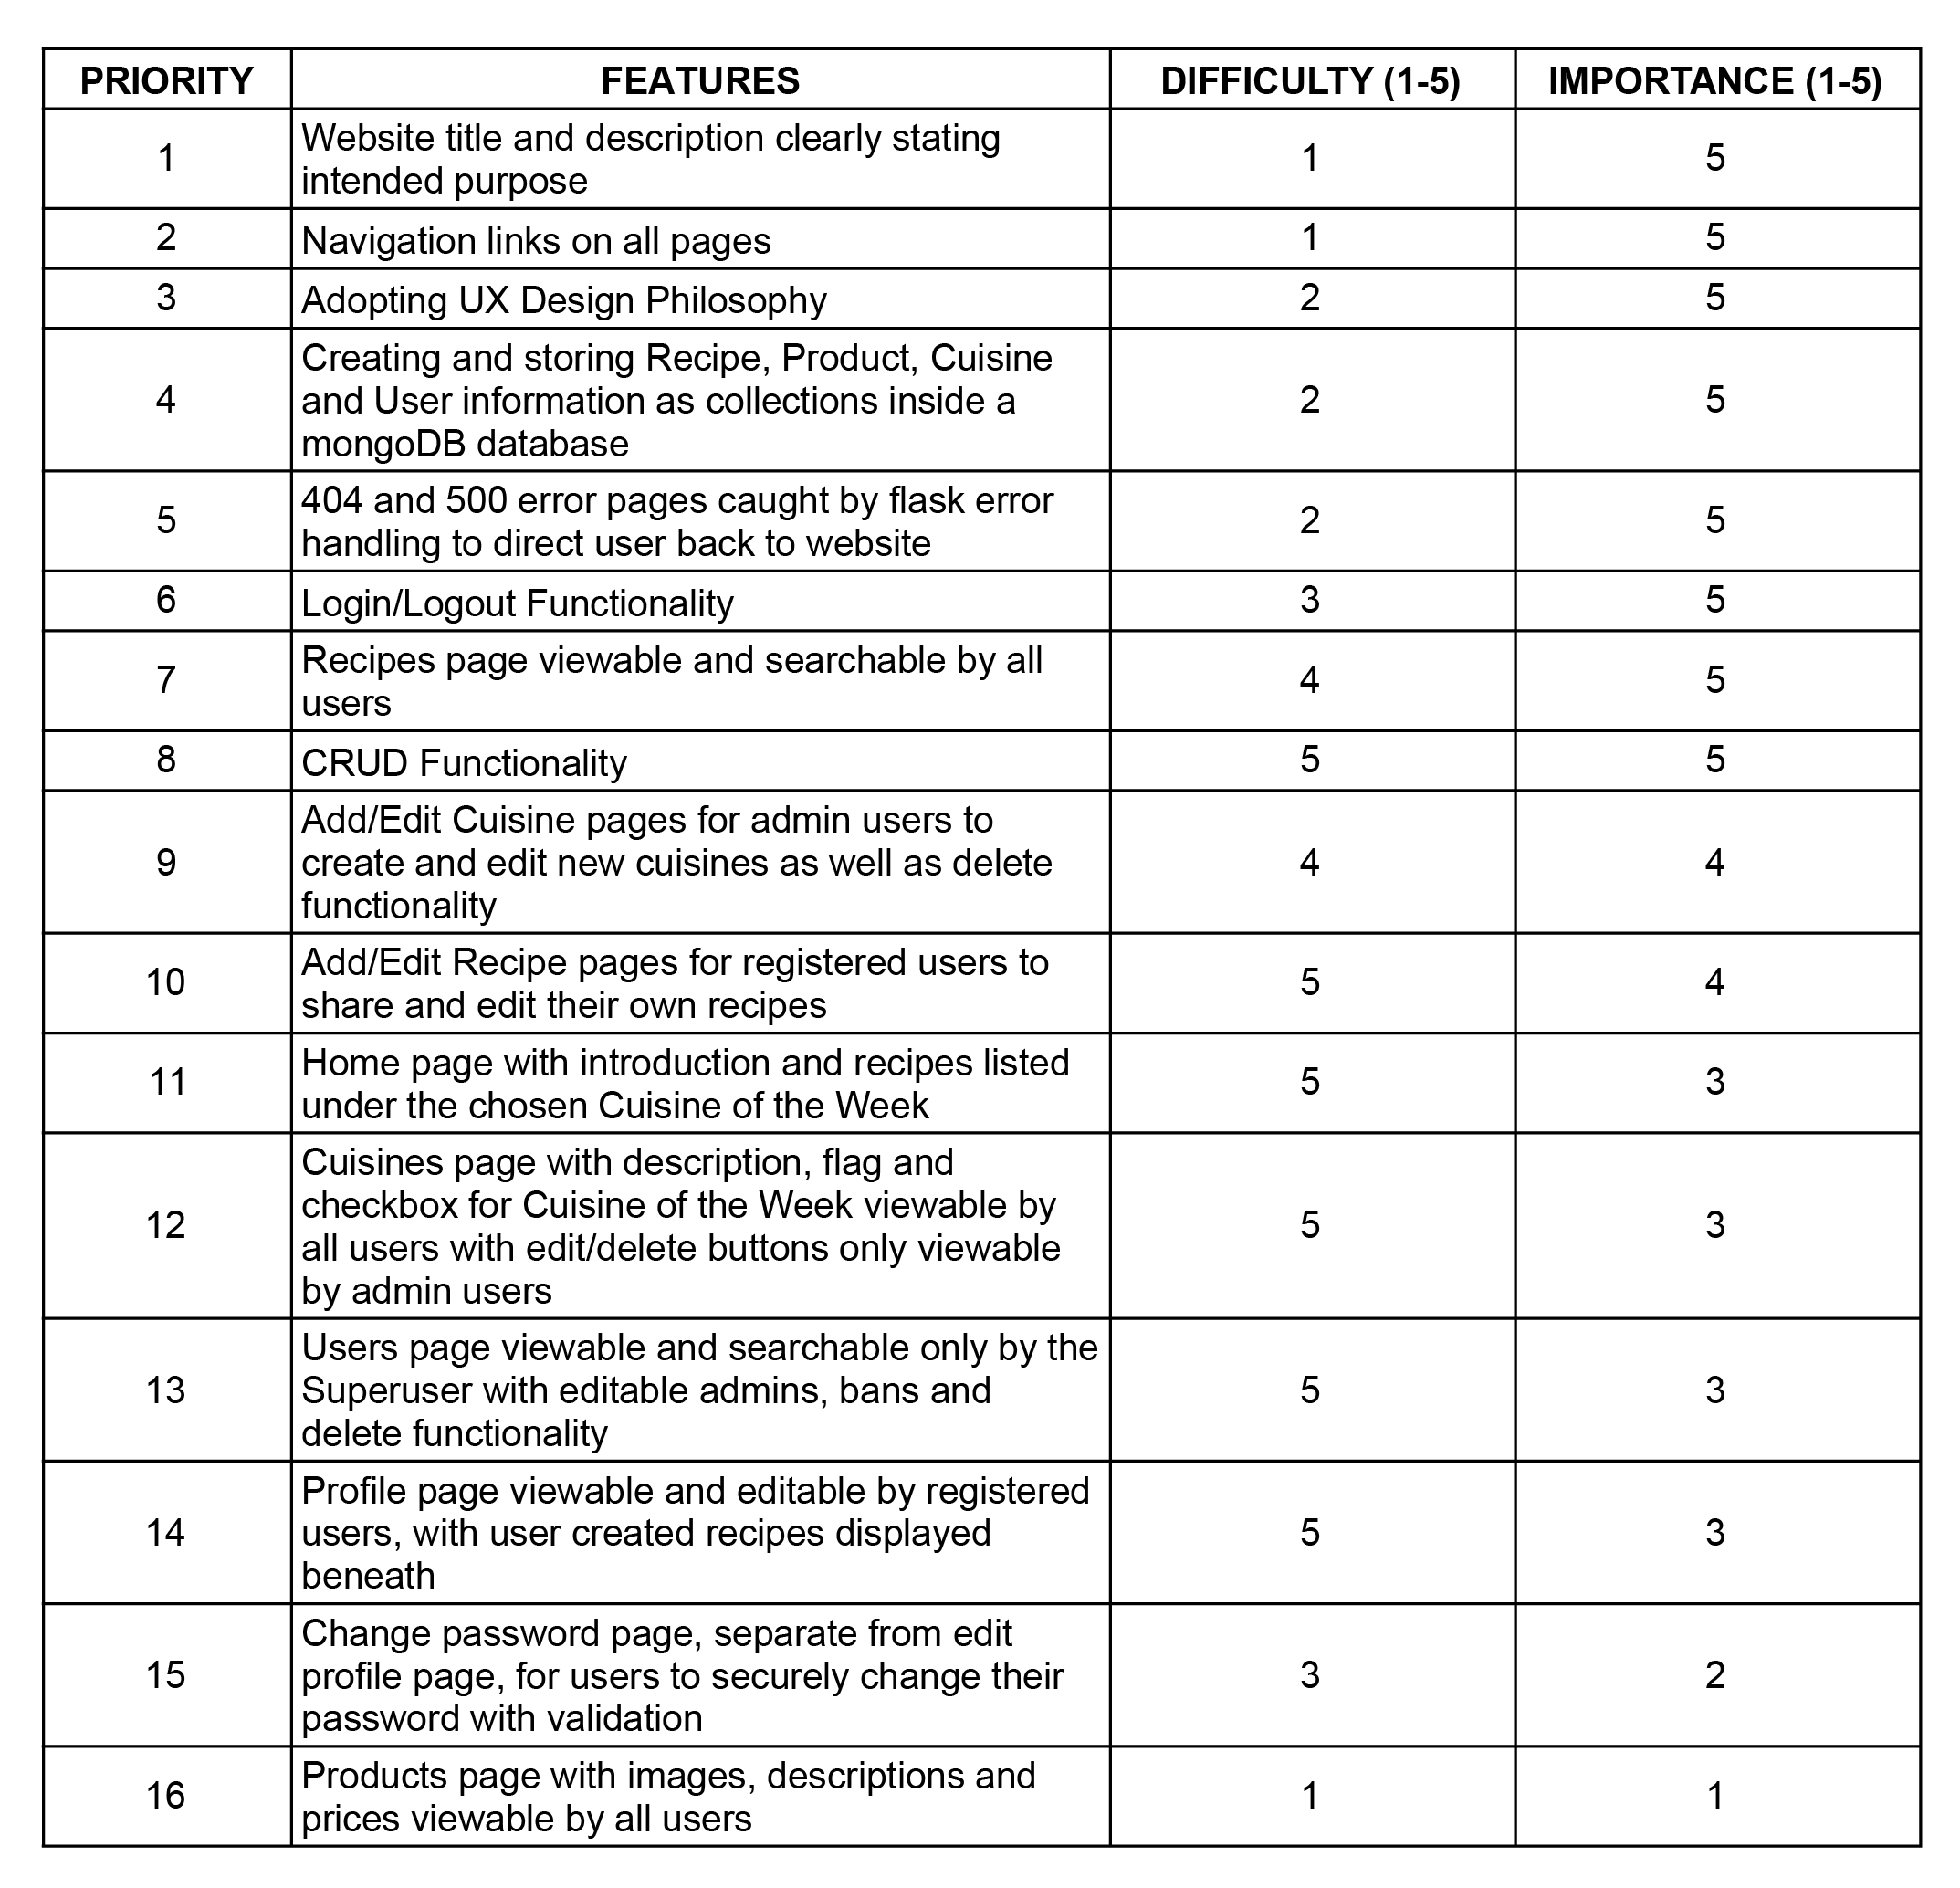 PRIORITY FEATURES DIFFICULTY (1-5) IMPORTANCE (1-5)
1 Website title and description clearly stating 1 5
intended purpose
2 Navigation links on all pages 1 5
3 Adopting UX Design Philosophy 2 5
Creating and storing Recipe, Product, Cuisine
4 and User information as collections inside a 2 5
mongoDB database
5 404 and 500 error pages caught by flask error 2 5
handling to direct user back to website
6 Login/Logout Functionality 3 5
7 Recipes page viewable and searchable by all 4 5
users
8 CRUD Functionality 5 5
Add/Edit Cuisine pages for admin users to
9 create and edit new cuisines as well as delete 4 4
functionality
10 Add/Edit Recipe pages for registered users to 5 4
share and edit their own recipes
11 Home page with introduction and recipes listed 5 3
under the chosen Cuisine of the Week
Cuisines page with description, flag and
12 checkbox for Cuisine of the Week viewable by 5 3
all users with edit/delete buttons only viewable
by admin users
Users page viewable and searchable only by the
13 Superuser with editable admins, bans and 5 3
delete functionality
Profile page viewable and editable by registered
14 users, with user created recipes displayed 5 3
beneath
Change password page, separate from edit
15 profile page, for users to securely change their 3 2
password with validation
16 Products page with images, descriptions and 1 1
prices viewable by all users